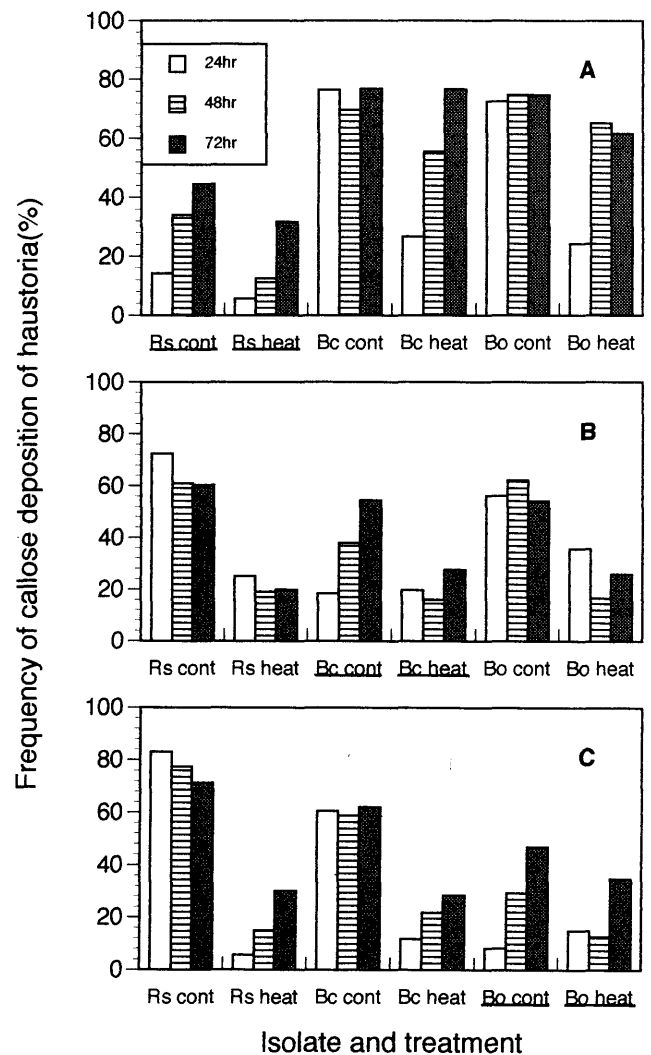 Frequency of callose deposition of haustoria(%)
100
80
60
40
20
0
24hr
48hr
72hr
A
Rs cont Rs heat Bc cont Bc heat Bo cont Bo heat
100
80
60
40
20
0
B
Rs cont Rs heat Bc cont Bc heat Bo cont Bo heat
100
80
60
40
20
0
C
Rs cont Rs heat Bc cont Bc heat Bo cont Bo heat
Isolate and treatment